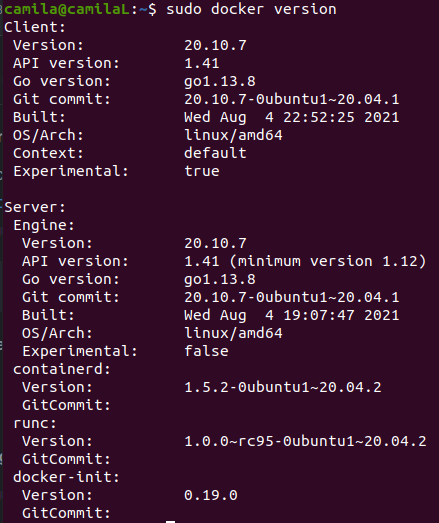 camila@camilaL:~$ sudo docker version
Client:
 Version:           20.10.7
 API version:       1.41
 Go version:        go1.13.8
 Git commit:        20.10.7-0ubuntu1~20.04.1
 Built:             Wed Aug  4 22:52:25 2021
 OS/Arch:           linux/amd64
 Context:           default
 Experimental:      true

Server:
 Engine:
  Version:          20.10.7
  API version:      1.41 (minimum version 1.12)
  Go version:       go1.13.8
  Git commit:       20.10.7-0ubuntu1~20.04.1
  Built:            Wed Aug  4 19:07:47 2021
  OS/Arch:          linux/amd64
  Experimental:     false
 containerd:
  Version:          1.5.2-0ubuntu1~20.04.2
  GitCommit:
 runc:
  Version:          1.0.0~rc95-0ubuntu1~20.04.2
  GitCommit:
 docker-init:
  Version:          0.19.0
  GitCommit: